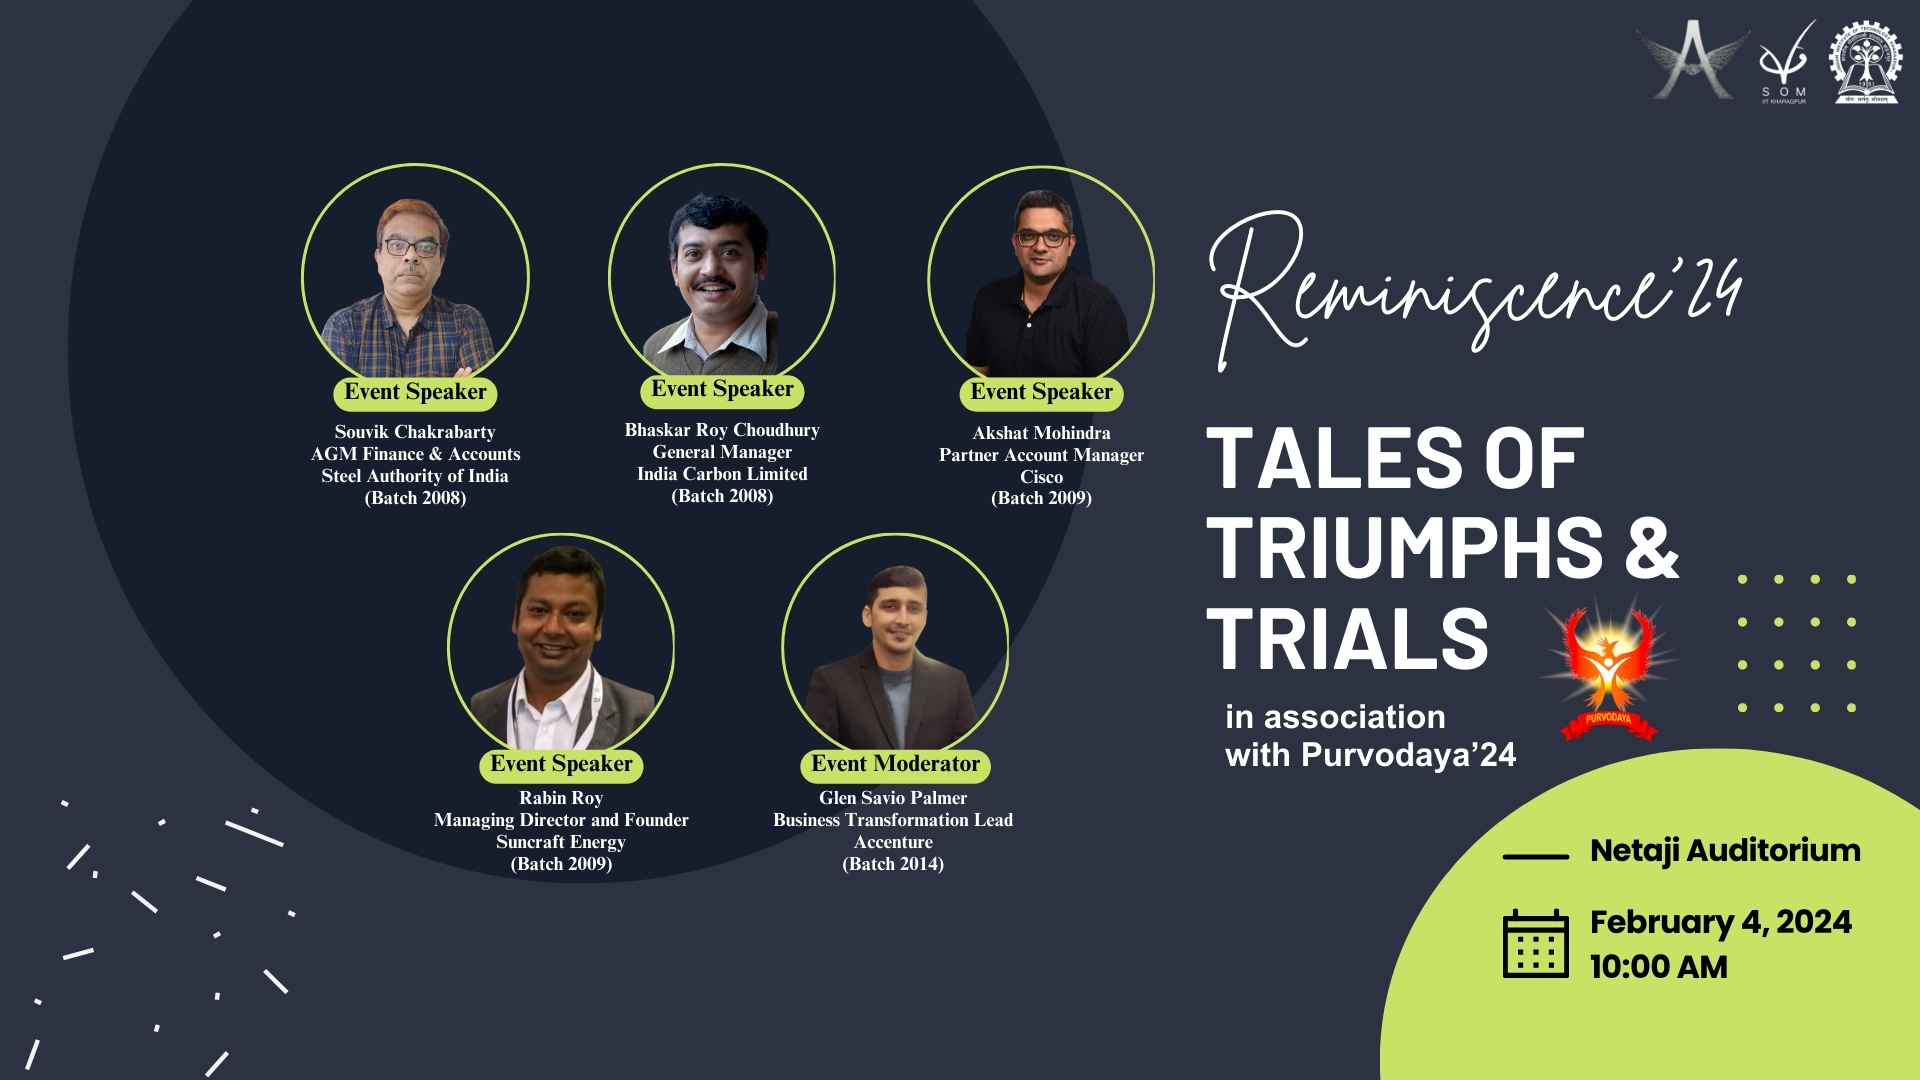 A
SOM
IIT KHARAGPUR
1951
Reminiscence’24
TALES OF
TRIUMPHS &
TRIALS
PURVODAYA
in association
with Purvodaya’24
Event Speaker
Souvik Chakrabarty
AGM Finance & Accounts
Steel Authority of India
(Batch 2008)
Event Speaker
Bhaskar Roy Choudhury
General Manager
India Carbon Limited
(Batch 2008)
Event Speaker
Akshat Mohindra
Partner Account Manager
Cisco
(Batch 2009)
Event Speaker
Rabin Roy
Managing Director and Founder
Suncraft Energy
(Batch 2009)
Event Moderator
Glen Savio Palmer
Business Transformation Lead
Accenture
(Batch 2014)
Netaji Auditorium
February 4, 2024
10:00 AM